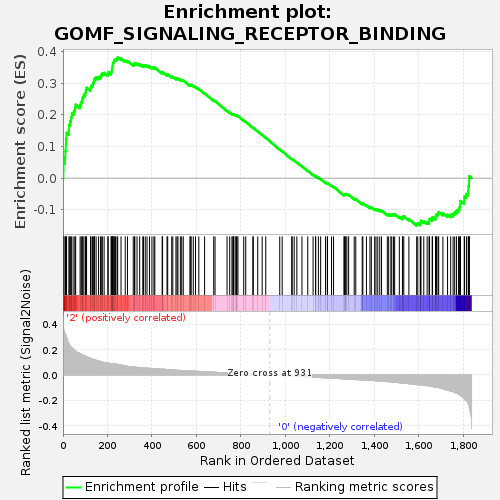 Enrichment plot:
GOMF_SIGNALING_RECEPTOR_BINDING
Enrichment score (ES)
0.4
0.3
0.2
0.1
0.0
-0.1
'2' (positively correlated)
Ranked list metric (Signal2Noise)
0.4
0.2
0.0
-0.2
-0.4
Zero cross at 931
'0' (negatively correlated)
0
200
400
600
800
1,000
1,200
1,400
1,600
1,800
Rank in Ordered Dataset
Enrichment profile
Hits
Ranking metric scores